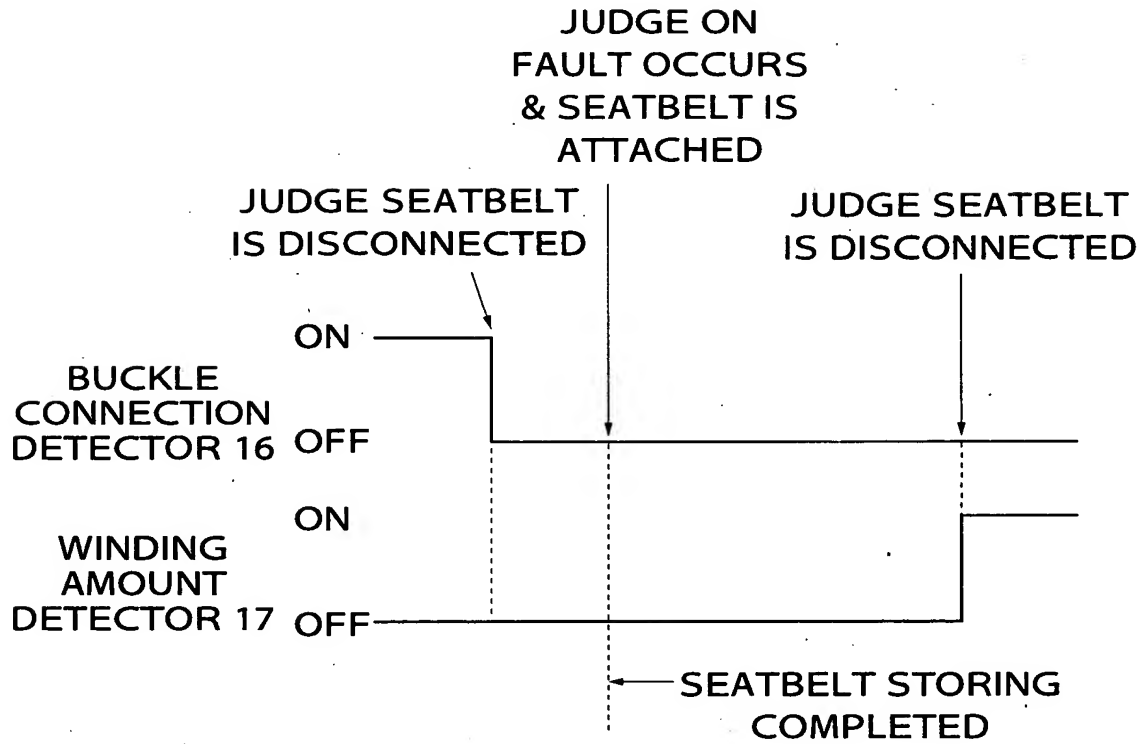 JUDGE ON
FAULT OCCURS
& SEATBELT IS
ATTACHED
JUDGE SEATBELT
IS DISCONNECTED
JUDGE SEATBELT
IS DISCONNECTED
ON
BUCKLE
CONNECTION
DETECTOR 16
OFF
ON
WINDING
AMOUNT
DETECTOR 17
OFF
SEATBELT STORING
COMPLETED